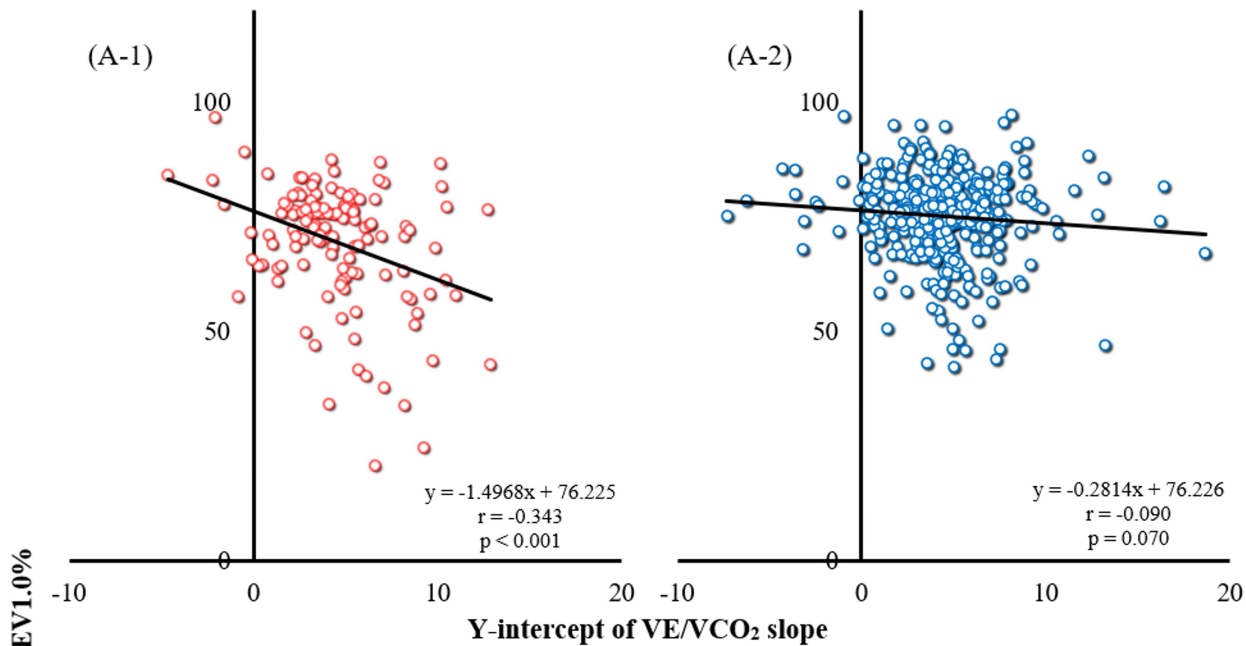 (A-1)
100
50
0
y = -1.4968x + 76.225
r = -0.343
p < 0.001
-10 0 10 20
(A-2)
100
50
0
y = -0.2814x + 76.226
r = -0.090
p = 0.070
-10 0 10 20
EV1.0%
Y-intercept of VE/VCO₂ slope